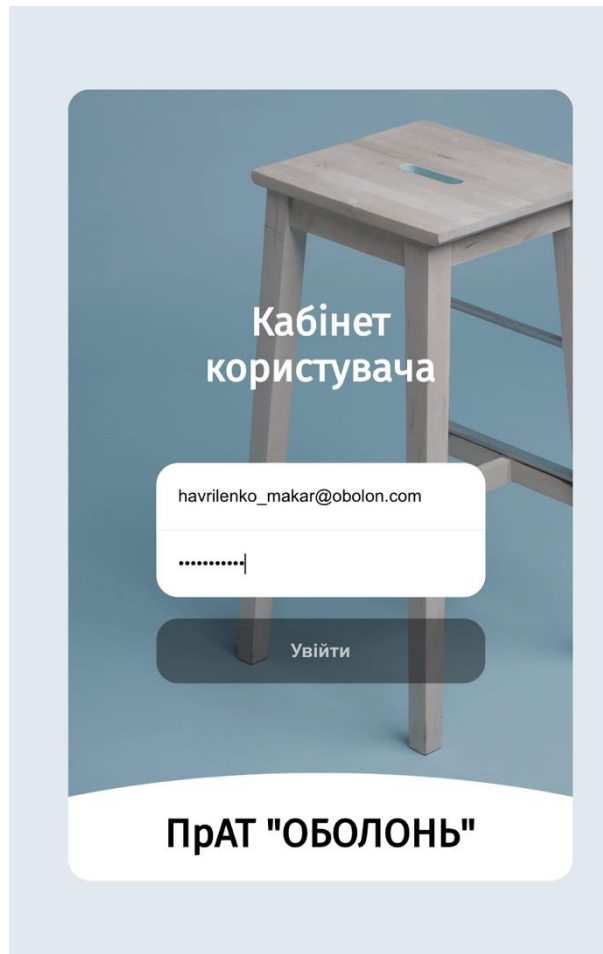 Кабінет
користувача
havrilenko_makar@obolon.com
•••••••••••
Увійти
ПрАТ "ОБОЛОНЬ"